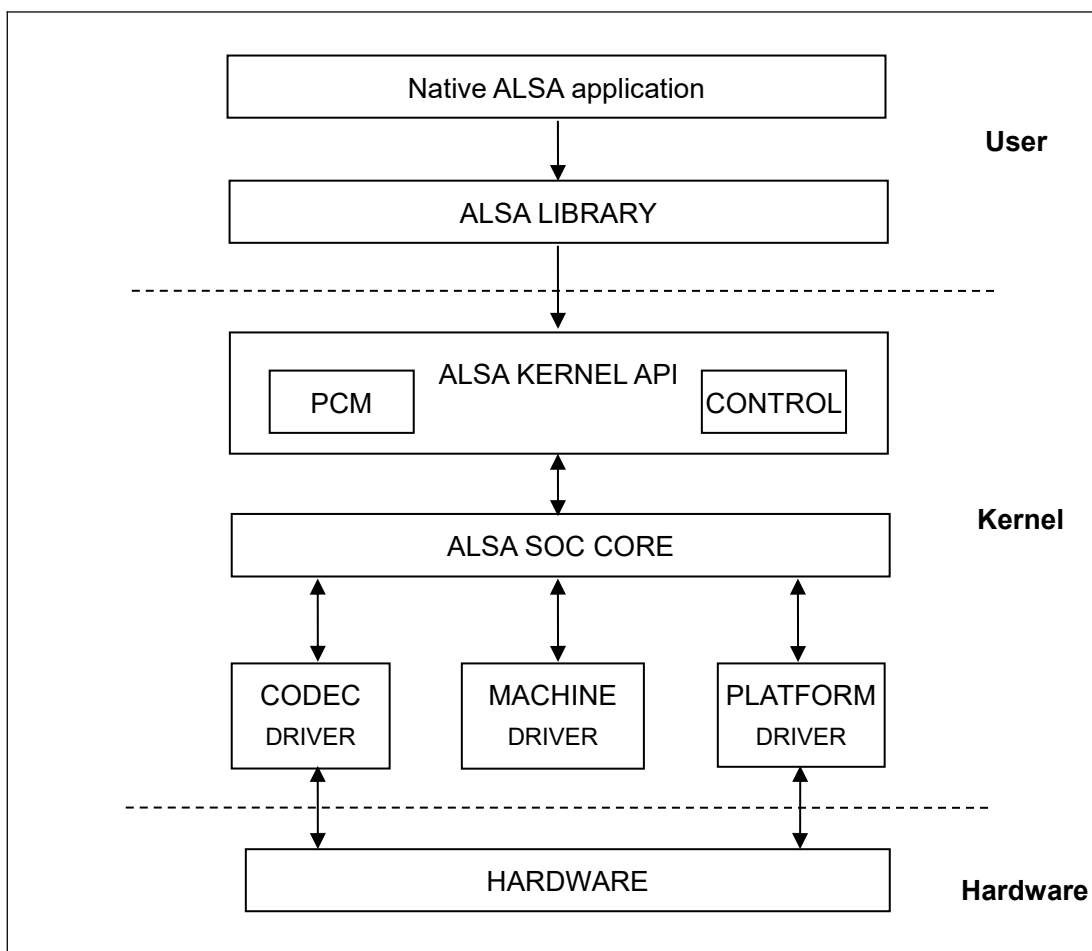 Native ALSA application
User
ALSA LIBRARY
ALSA KERNEL API
PCM
CONTROL
Kernel
ALSA SOC CORE
CODEC
DRIVER
MACHINE
DRIVER
PLATFORM
DRIVER
HARDWARE
Hardware